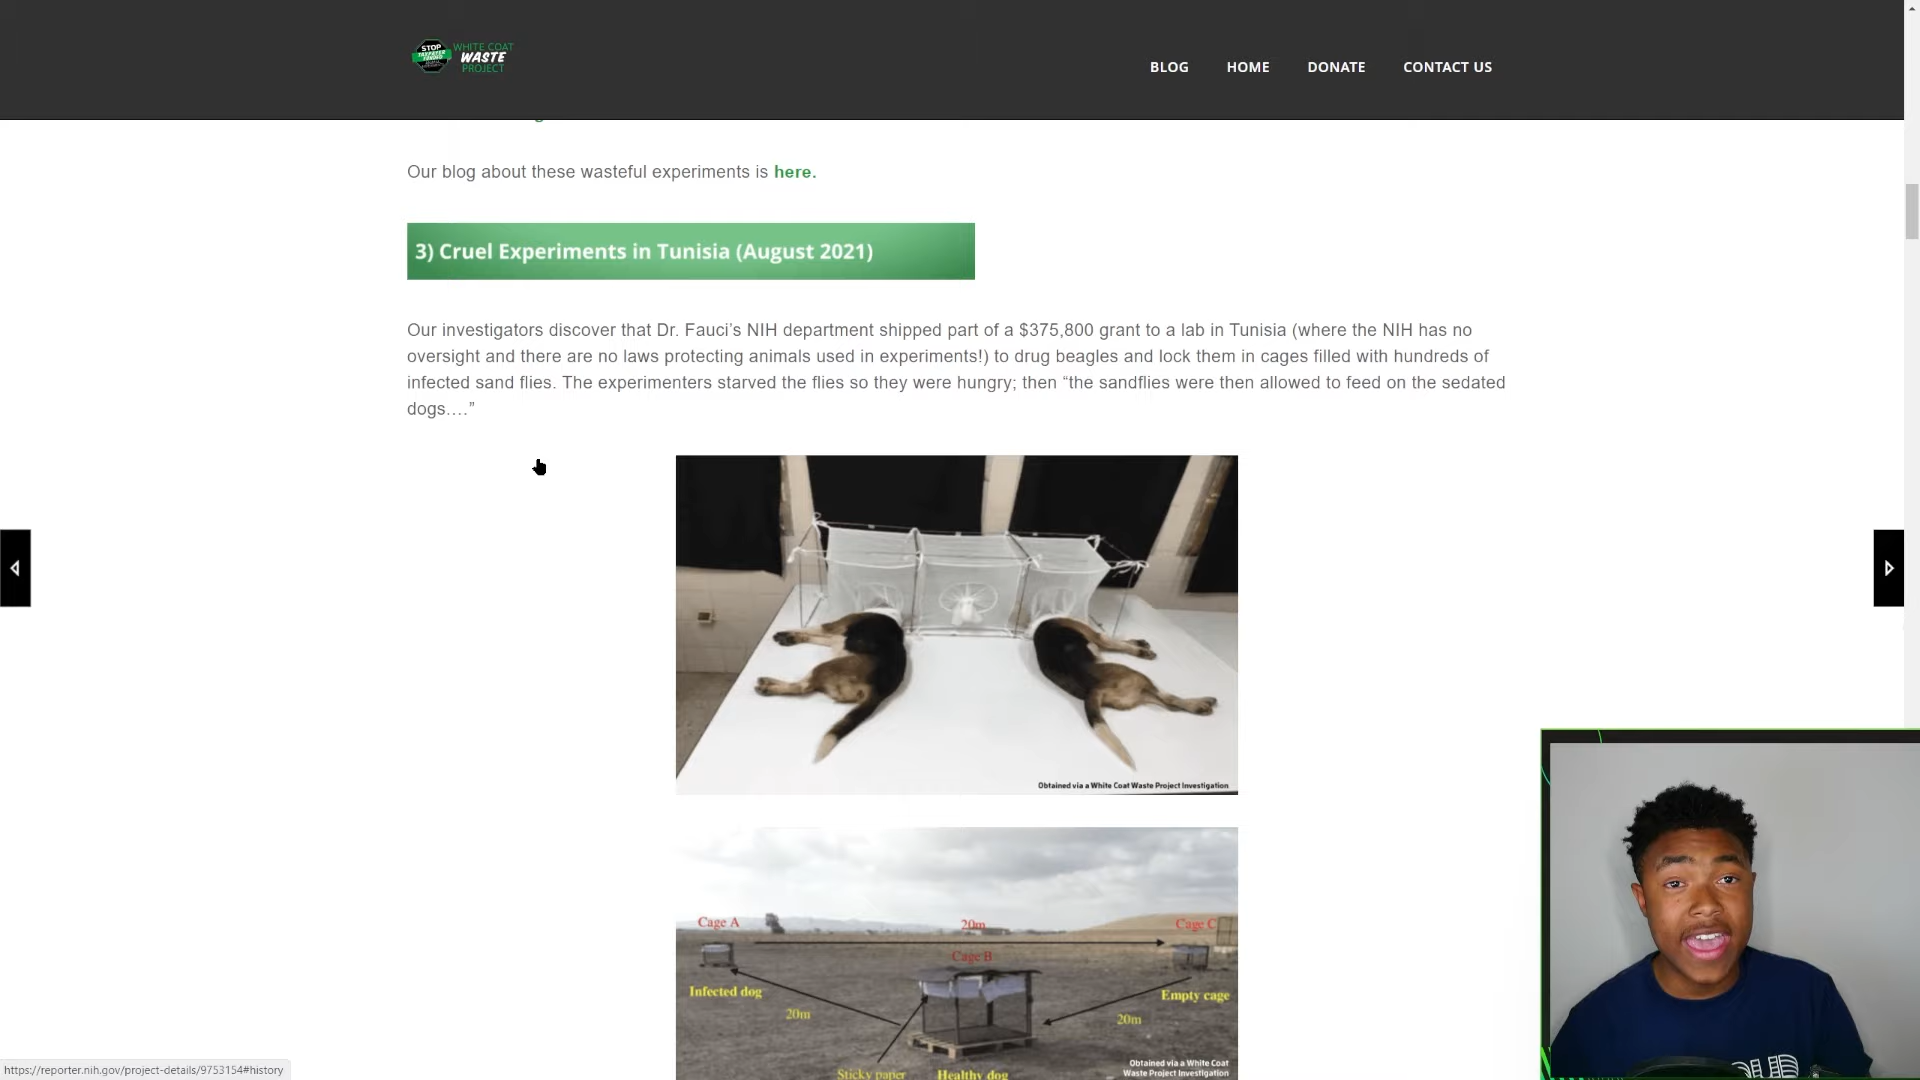 STOP
TAXPAYER
FUNDED
WHITE COAT
WASTE
PROJECT
BLOG
HOME
DONATE
CONTACT US
Our blog about these wasteful experiments is here.
3) Cruel Experiments in Tunisia (August 2021)
Our investigators discover that Dr. Fauci’s NIH department shipped part of a $375,800 grant to a lab in Tunisia (where the NIH has no
oversight and there are no laws protecting animals used in experiments!) to drug beagles and lock them in cages filled with hundreds of
infected sand flies. The experimenters starved the flies so they were hungry; then “the sandflies were then allowed to feed on the sedated
dogs….”
Obtained via a White Coat Waste Project Investigation
Cage A
20m
Cage C
Cage B
Infected dog
Empty cage
20m
20m
Obtained via a White Coat
Waste Project Investigation
Sticky paper
Healthy dog
https://reporter.nih.gov/project-details/9753154#history